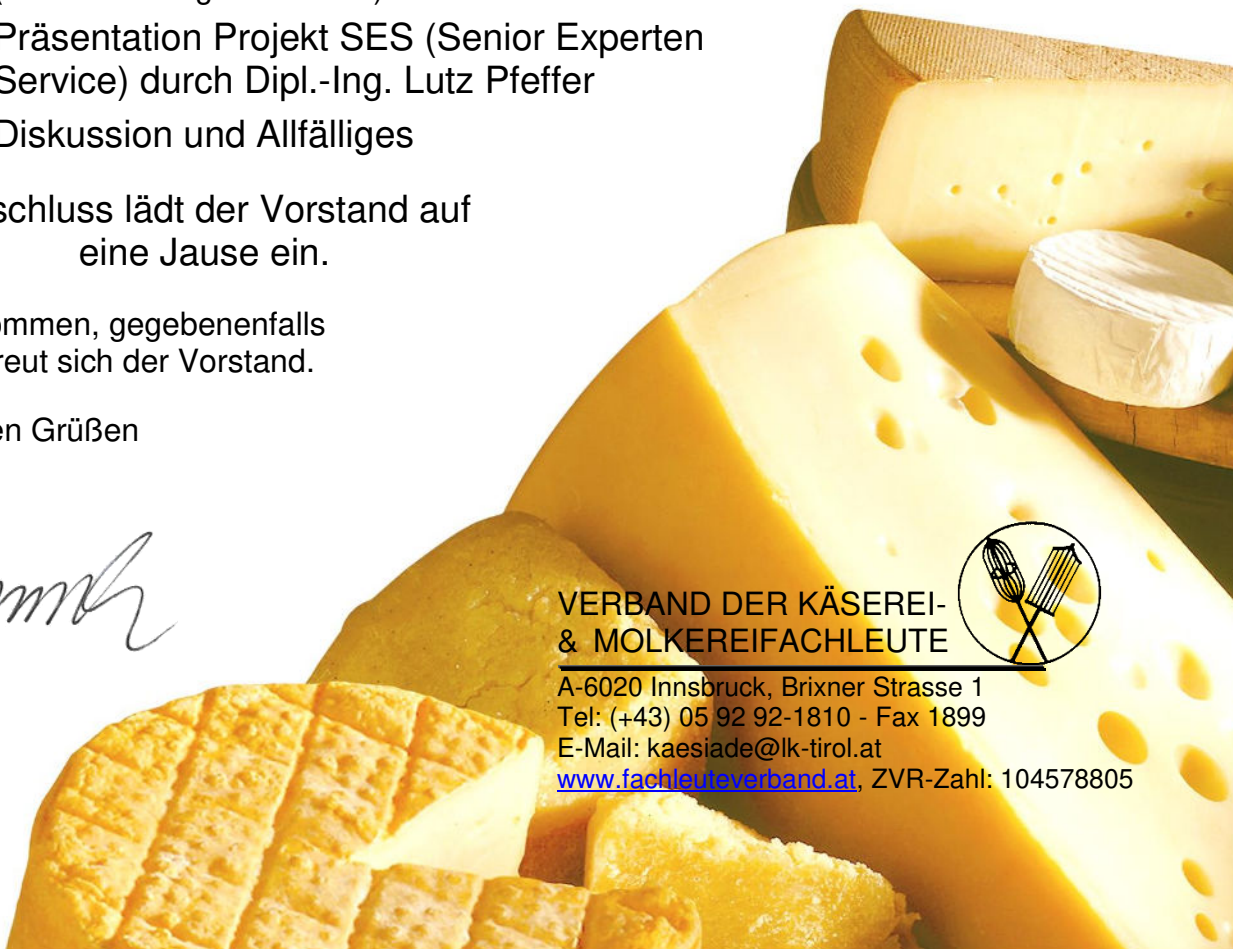 Präsentation Projekt SES (Senior Experten
Service) durch Dipl.-Ing. Lutz Pfeffer
Diskussion und Allfälliges
schluss lädt der Vorstand auf
eine Jause ein.
ommen, gegebenenfalls
reut sich der Vorstand.
en Grüßen
VERBAND DER KÄSEREI-
& MOLKEREIFACHLEUTE
A-6020 Innsbruck, Brixner Strasse 1
Tel: (+43) 05 92 92-1810 - Fax 1899
E-Mail: kaesiade@lk-tirol.at
www.fachleuteverband.at, ZVR-Zahl: 104578805